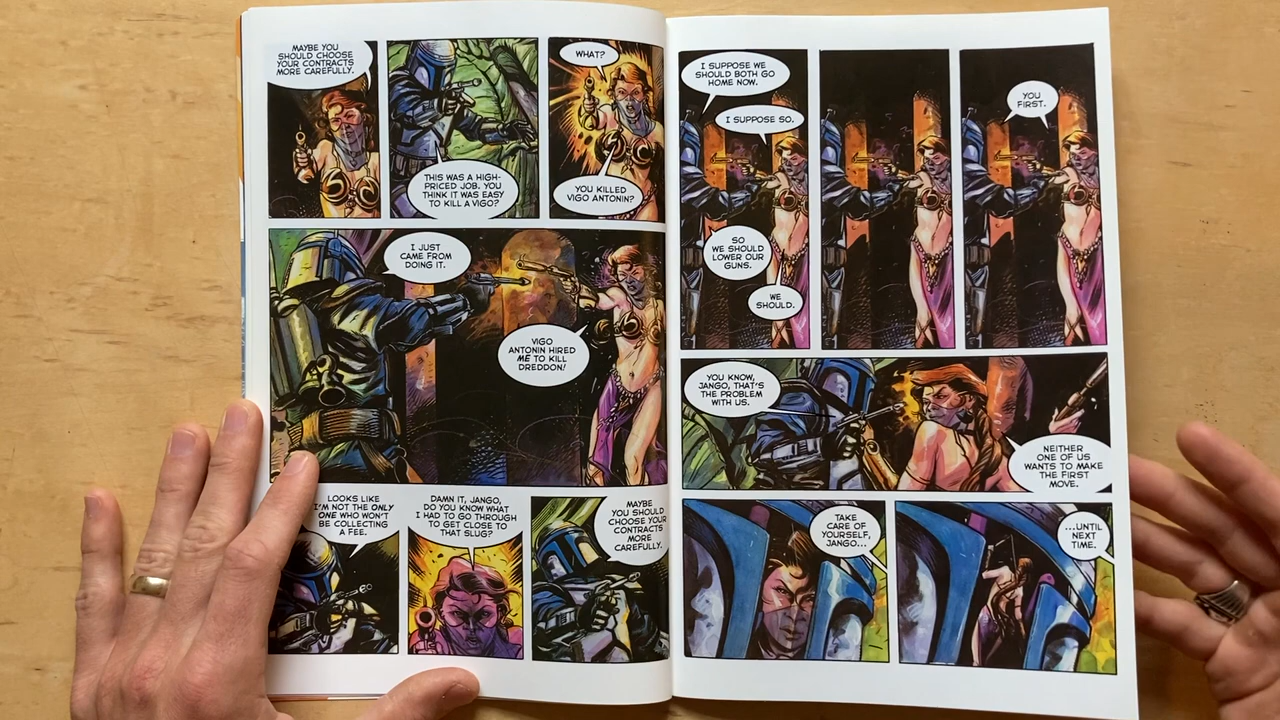 MAYBE YOU
SHOULD CHOOSE
YOUR CONTRACTS
MORE CAREFULLY.
THIS WAS A HIGH-
PRICED JOB. YOU
THINK IT WAS EASY
TO KILL A VIGO?
WHAT?
YOU KILLED
VIGO ANTONIN?
I JUST
CAME FROM
DOING IT.
VIGO
ANTONIN HIRED
ME TO KILL
DREDDON!
LOOKS LIKE
I'M NOT THE ONLY
ONE WHO WON'T
BE COLLECTING
A FEE.
DAMN IT, JANGO,
DO YOU KNOW WHAT
I HAD TO GO THROUGH
TO GET CLOSE TO
THAT SLUG?
MAYBE
YOU SHOULD
CHOOSE YOUR
CONTRACTS
MORE
CAREFULLY.
I SUPPOSE WE
SHOULD BOTH GO
HOME NOW.
I SUPPOSE SO.
SO
WE SHOULD
LOWER OUR
GUNS.
WE
SHOULD.
YOU
FIRST.
YOU KNOW,
JANGO, THAT'S
THE PROBLEM
WITH US.
NEITHER
ONE OF US
WANTS TO MAKE
THE FIRST
MOVE.
TAKE
CARE OF
YOURSELF,
JANGO...
...UNTIL
NEXT
TIME.